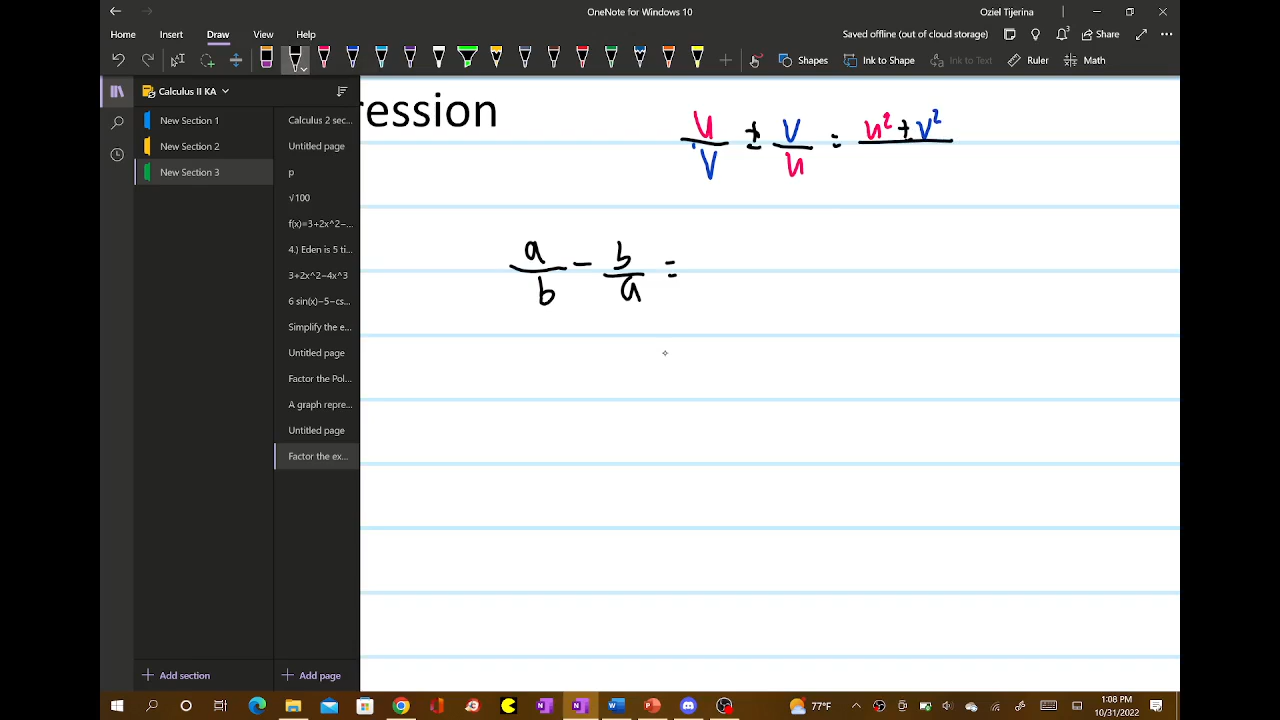 OneNote for Windows 10
Oziel Tijerina
Home Insert Draw View Help
Saved offline (out of cloud storage)
Share
Shapes Ink to Shape Ink to Text Ruler Math
Calculus II KA
New Section 1
New Section 2
New Section 3
Calculus 2 sec...
Untitled page
p
√100
f(x)=3+2x^2−...
4.) Eden is 5 ti...
3+2x^2−4x^3
6 sin(x)−5−cs...
Simplify the e...
Untitled page
Factor the Pol...
A graph repre...
Untitled page
Factor the ex...
ression
u/v ± v/u = u² + v²
a/b − b/a =
Add section
Add page
77°F
1:08 PM
10/31/2022